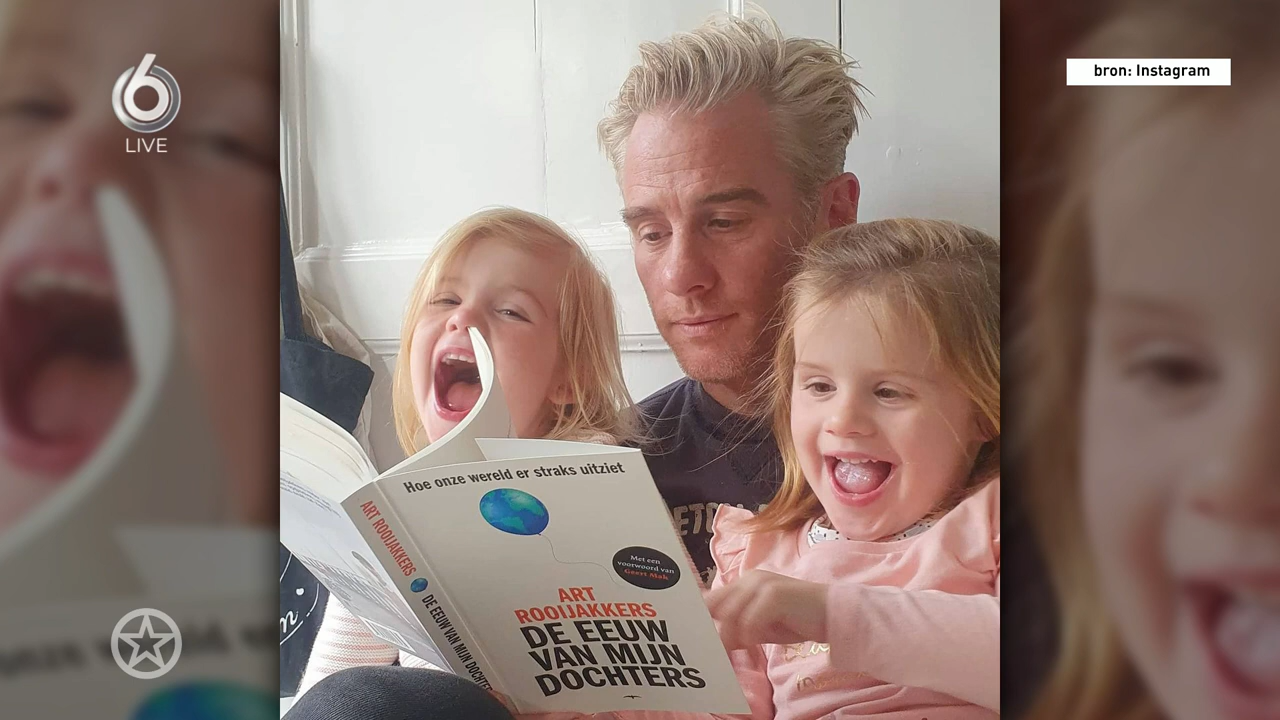 6
LIVE
bron: Instagram
Hoe onze wereld er straks uitziet
Met een
voorwoord van
Geert Mak
ART
ROOIJAKKERS
DE EEUW
VAN MIJN
DOCHTERS
ART ROOIJAKKERS DE EEUW VAN MIJN DOCHTERS